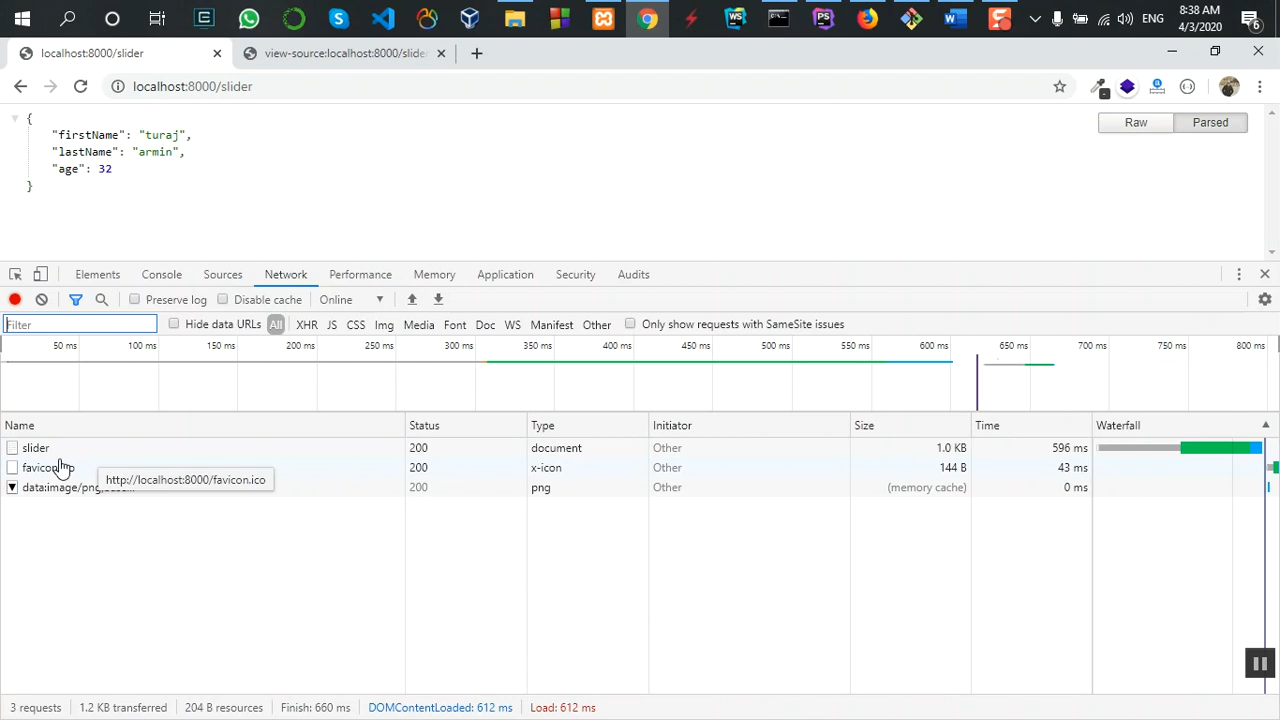 8:38 AM
ENG
4/3/2020
6
localhost:8000/slider
view-source:localhost:8000/slide
localhost:8000/slider
{
"firstName": "turaj",
"lastName": "armin",
"age": 32
}
Raw
Parsed
Elements
Console
Sources
Network
Performance
Memory
Application
Security
Audits
Preserve log
Disable cache
Online
Filter
Hide data URLs
All
XHR
JS
CSS
Img
Media
Font
Doc
WS
Manifest
Other
Only show requests with SameSite issues
50 ms
100 ms
150 ms
200 ms
250 ms
300 ms
350 ms
400 ms
450 ms
500 ms
550 ms
600 ms
650 ms
700 ms
750 ms
800 ms
Name
Status
Type
Initiator
Size
Time
Waterfall
slider
200
document
Other
1.0 KB
596 ms
200
x-icon
Other
144 B
43 ms
http://localhost:8000/favicon.ico
200
png
Other
(memory cache)
0 ms
3 requests
1.2 KB transferred
204 B resources
Finish: 660 ms
DOMContentLoaded: 612 ms
Load: 612 ms